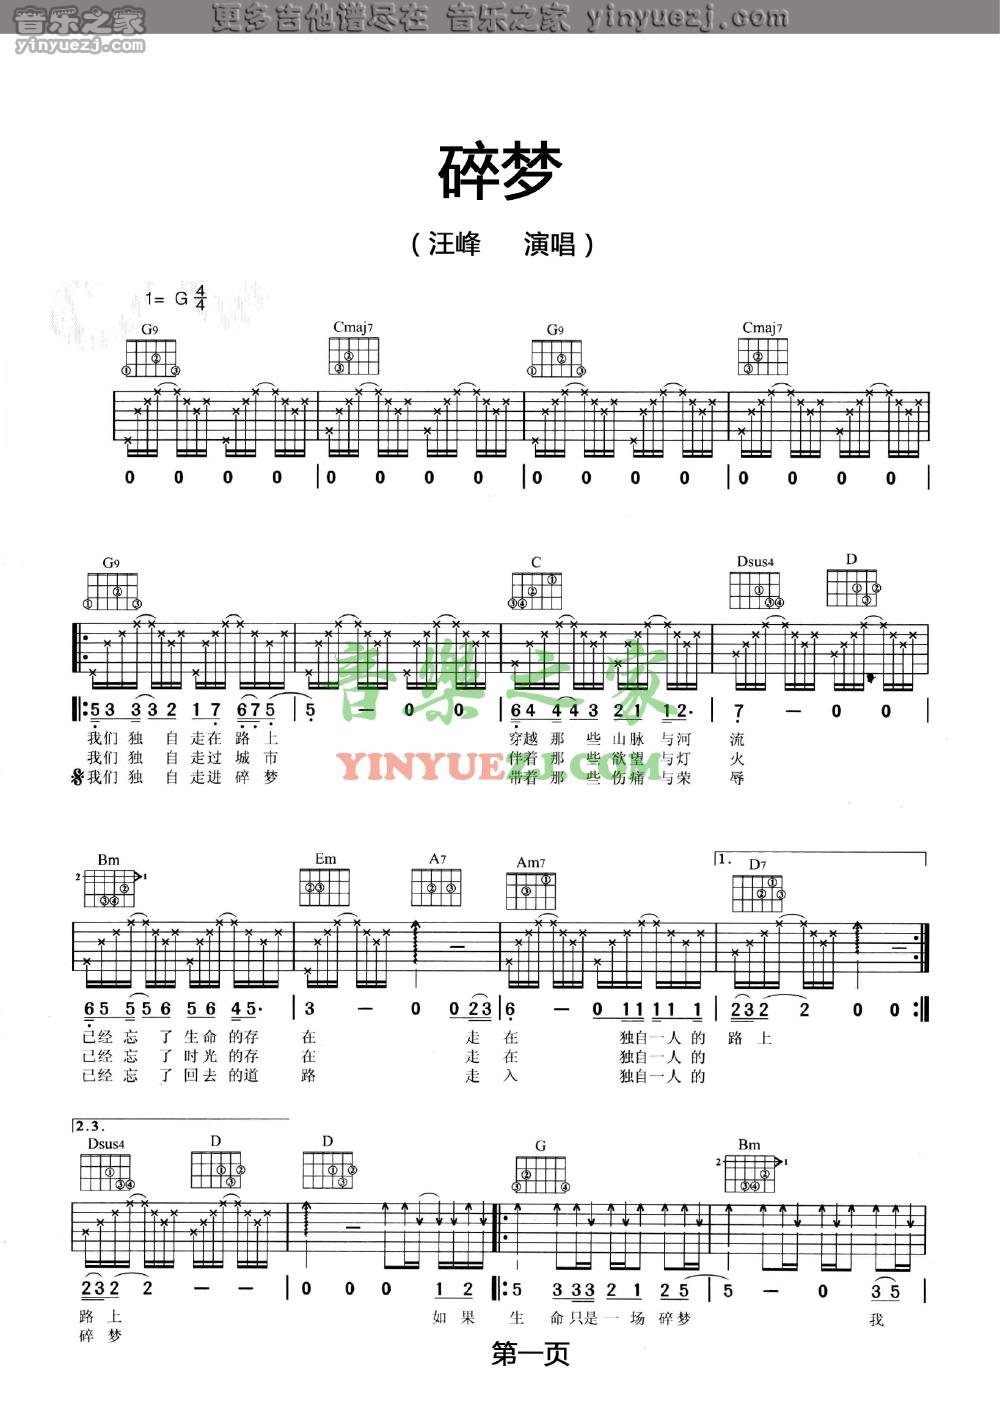 音乐之家
yinyuezj.com
更多吉他谱尽在 音乐之家 yinyuezj.com
碎梦
（汪峰 演唱）
1= G 4/4
G9 Cmaj7 G9 Cmaj7
0 0 0 0 | 0 0 0 0 | 0 0 0 0 | 0 0 0 0 |
G9 C Dsus4 D
音樂之家
YINYUEZJ.COM
53 332 17 675 | 5 — 0 0 | 64 443 21 12· | 7 — 0 0
我们 独 自 走在 路 上 穿越 那 些 山脉 与河 流
我们 独 自 走过 城 市 伴着 那 些 欲望 与灯 火
我们 独 自 走进 碎 梦 带着 那 些 伤痛 与荣 辱
Bm Em A7 Am7 1. D7
2 1
65 556 56 45· | 3 — 0 023 | 6 — 011 111 | 232 2 0 0
已经 忘 了 生命 的存 在 走 在 独自一人的 路 上
已经 忘 了 时光 的存 在 走 在 独自一人的
已经 忘 了 回去 的道 路 走 入 独自一人的
2.3.
Dsus4 D D G Bm
2 1
232 2 — — | 0 0 0 12 | 5 3332 21 25 | 5 — 0 35
路 上 如 果 生 命只是一 场 碎梦 我
碎 梦
第一页